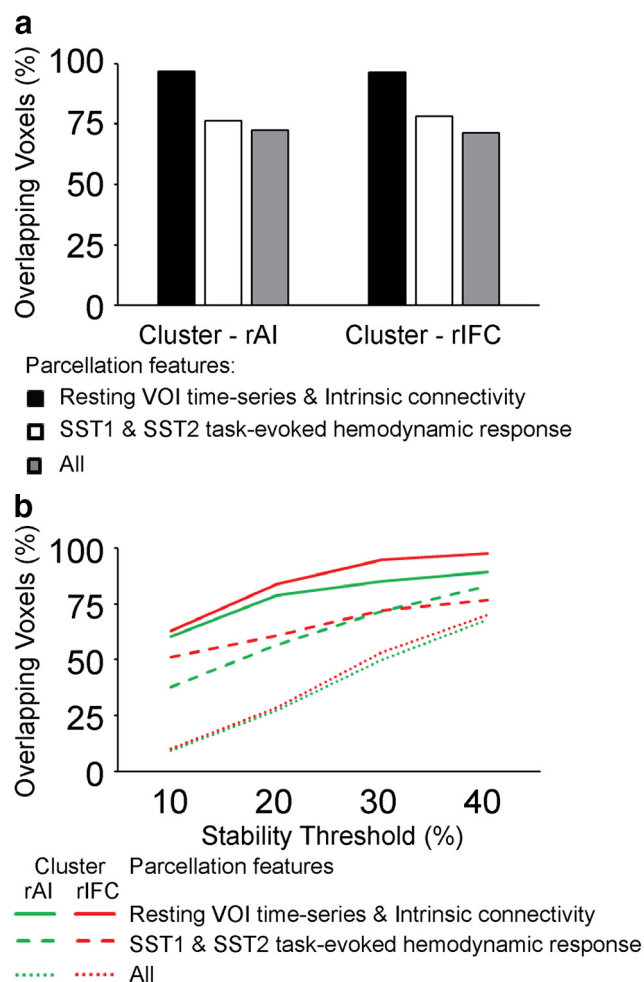 a
Overlapping Voxels (%)
100
75
50
25
0
Cluster - rAI
Cluster - rIFC
Parcellation features:
Resting VOI time-series & Intrinsic connectivity
SST1 & SST2 task-evoked hemodynamic response
All
b
Overlapping Voxels (%)
100
75
50
25
0
10 20 30 40
Stability Threshold (%)
Cluster Parcellation features
rAI rIFC
Resting VOI time-series & Intrinsic connectivity
SST1 & SST2 task-evoked hemodynamic response
All